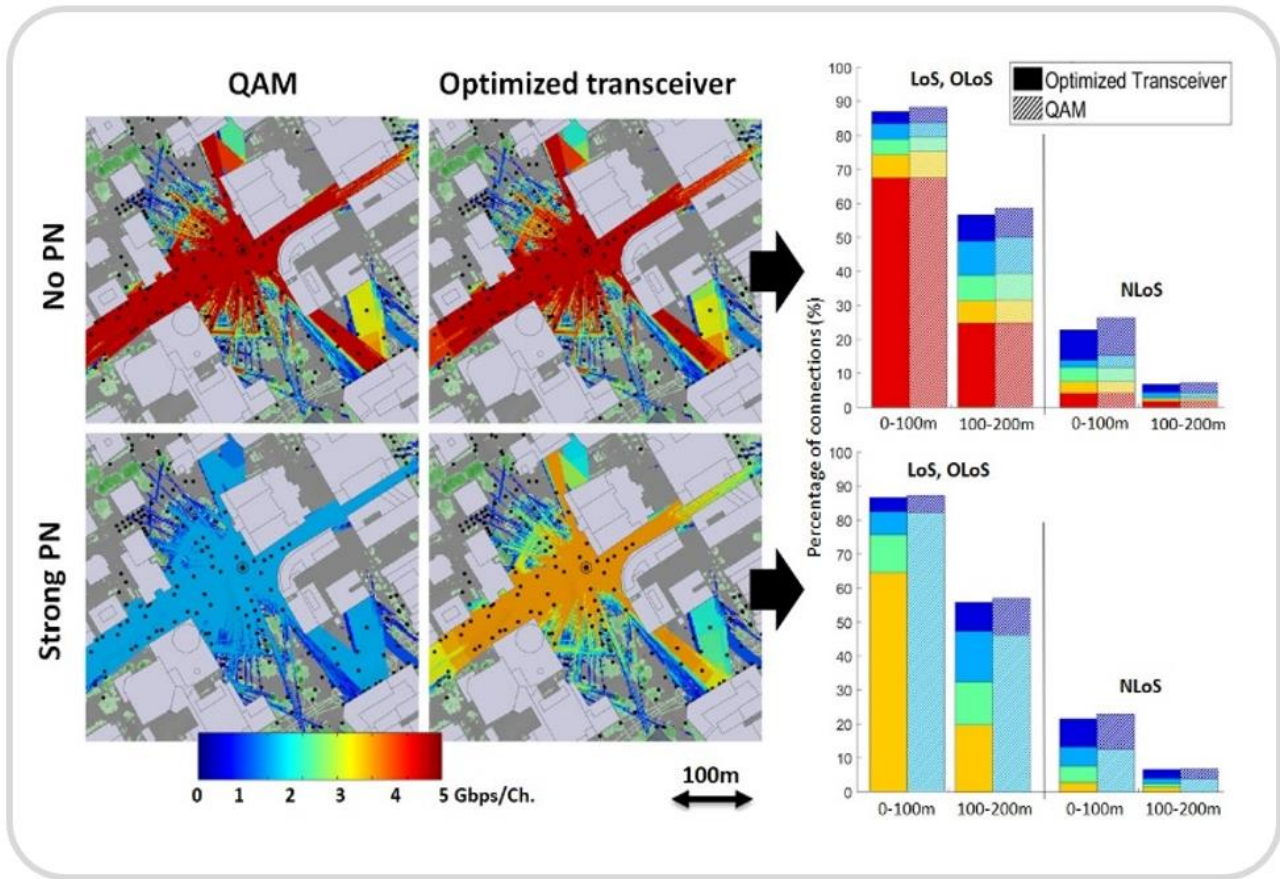 QAM
Optimized transceiver
No PN
Strong PN
0 1 2 3 4 5 Gbps/Ch.
100m
Percentage of connections (%)
100
90
80
70
60
50
40
30
20
10
0
LoS, OLoS
Optimized Transceiver
QAM
NLoS
0-100m 100-200m 0-100m 100-200m
100
90
80
70
60
50
40
30
20
10
0
LoS, OLoS
NLoS
0-100m 100-200m 0-100m 100-200m